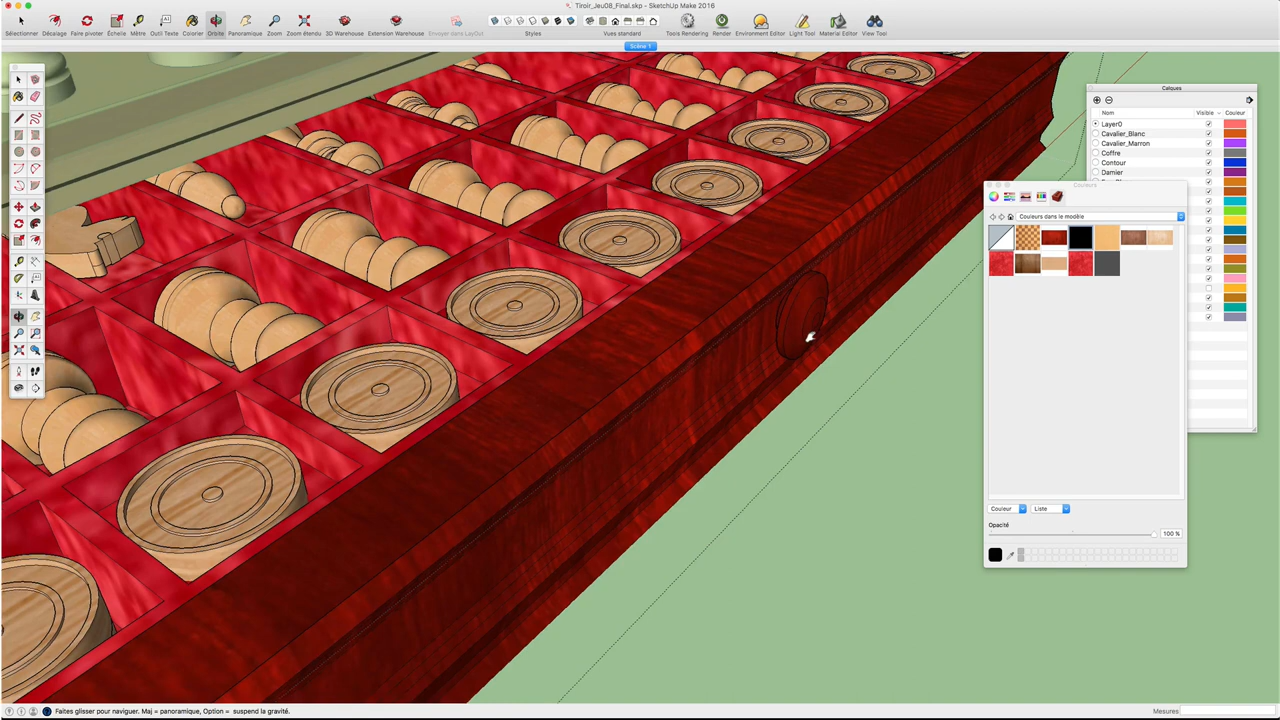 Tiroir_Jeu08_Final.skp - SketchUp Make 2016
Sélectionner Décalage Faire pivoter Échelle Mètre Outil Texte Colorier Orbite Panoramique Zoom Zoom étendu 3D Warehouse Extension Warehouse Envoyer dans LayOut Styles Vues standard Tools Rendering Render Environment Editor Light Tool Material Editor View Tool
Scène 1
Calques
Nom Visible Couleur
Layer0
Cavalier_Blanc
Cavalier_Marron
Coffre
Contour
Damier
Couleurs
Couleurs dans le modèle
Couleur Liste
Opacité
100 %
Faites glisser pour naviguer. Maj = panoramique, Option = suspend la gravité.
Mesures